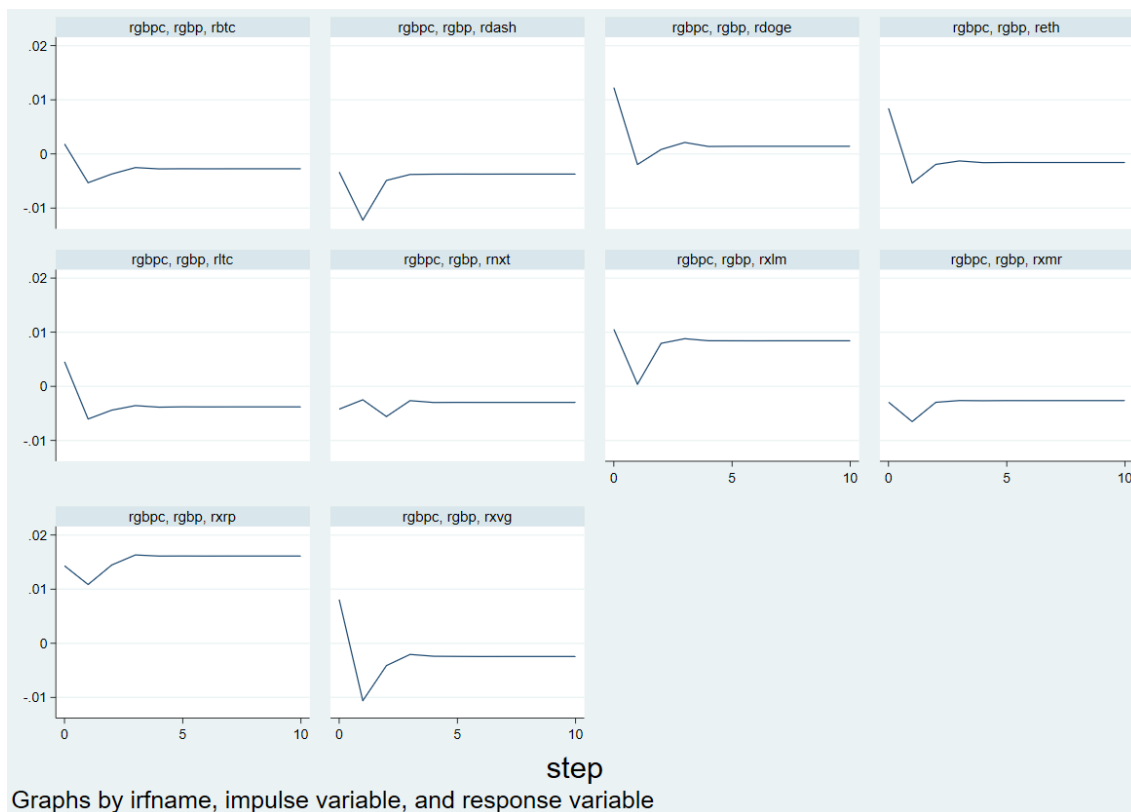 rgbpc, rgbp, rbtc
rgbpc, rgbp, rdash
rgbpc, rgbp, rdoge
rgbpc, rgbp, reth
.02
.01
0
-.01
rgbpc, rgbp, rltc
rgbpc, rgbp, rnxt
rgbpc, rgbp, rxlm
rgbpc, rgbp, rxmr
.02
.01
0
-.01
0 5 10
0 5 10
rgbpc, rgbp, rxrp
rgbpc, rgbp, rxvg
.02
.01
0
-.01
0 5 10
0 5 10
step
Graphs by irfname, impulse variable, and response variable